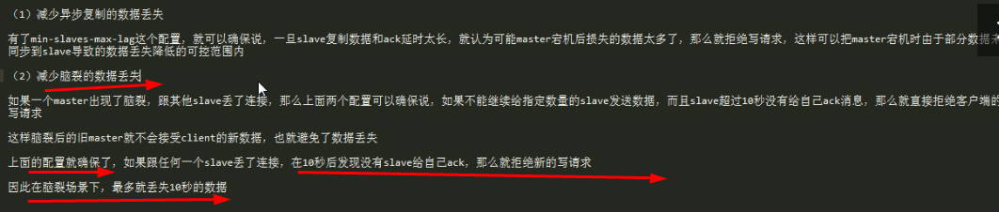 （1）减少异步复制的数据丢失
有了min-slaves-max-lag这个配置，就可以确保说，一旦slave复制数据和ack延时太长，就认为可能master宕机后损失的数据太多了，那么就拒绝写请求，这样可以把master宕机时由于部分数据未
同步到slave导致的数据丢失降低的可控范围内
（2）减少脑裂的数据丢失
如果一个master出现了脑裂，跟其他slave丢了连接，那么上面两个配置可以确保说，如果不能继续给指定数量的slave发送数据，而且slave超过10秒没有给自己ack消息，那么就直接拒绝客户端的
写请求
这样脑裂后的旧master就不会接受client的新数据，也就避免了数据丢失
上面的配置就确保了，如果跟任何一个slave丢了连接，在10秒后发现没有slave给自己ack，那么就拒绝新的写请求
因此在脑裂场景下，最多就丢失10秒的数据